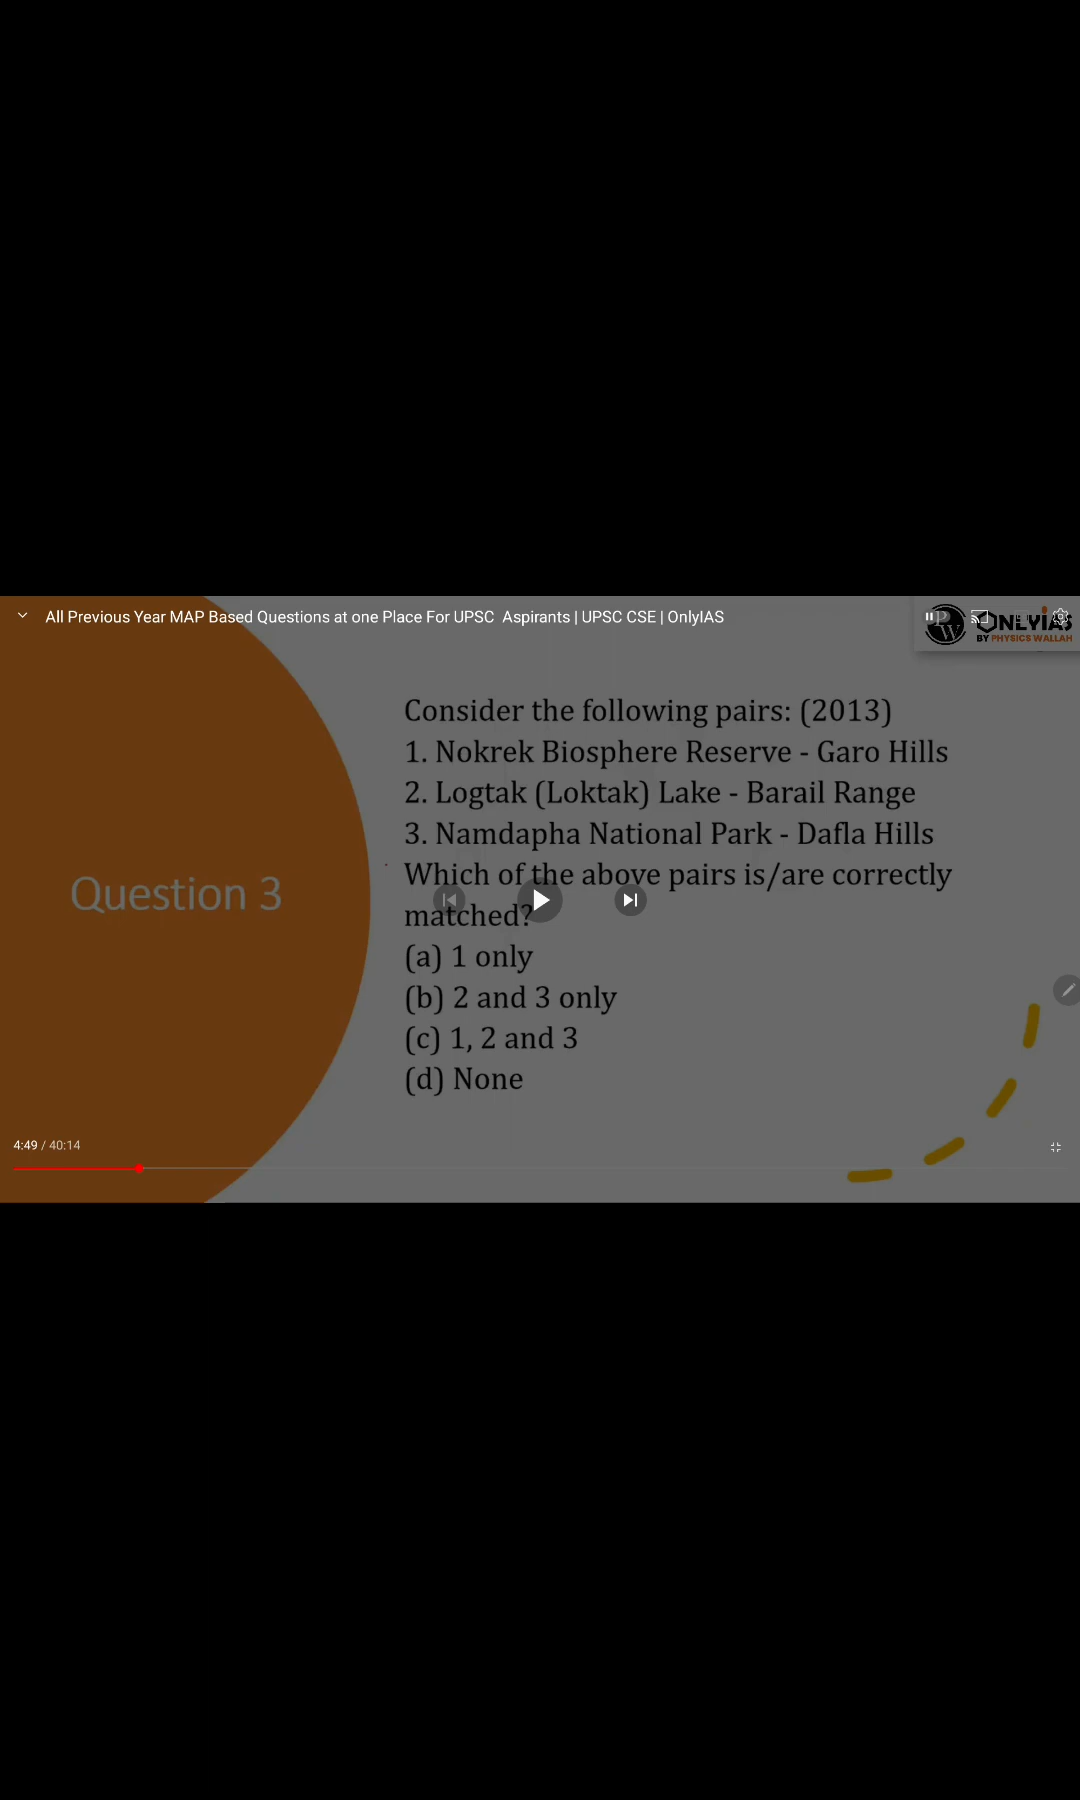 All Previous Year MAP Based Questions at one Place For UPSC Aspirants | UPSC CSE | OnlyIAS
PW
ONLYIAS
BY PHYSICS WALLAH
Question 3
Consider the following pairs: (2013)
1. Nokrek Biosphere Reserve - Garo Hills
2. Logtak (Loktak) Lake - Barail Range
3. Namdapha National Park - Dafla Hills
Which of the above pairs is/are correctly
matched?
(a) 1 only
(b) 2 and 3 only
(c) 1, 2 and 3
(d) None
4:49 / 40:14